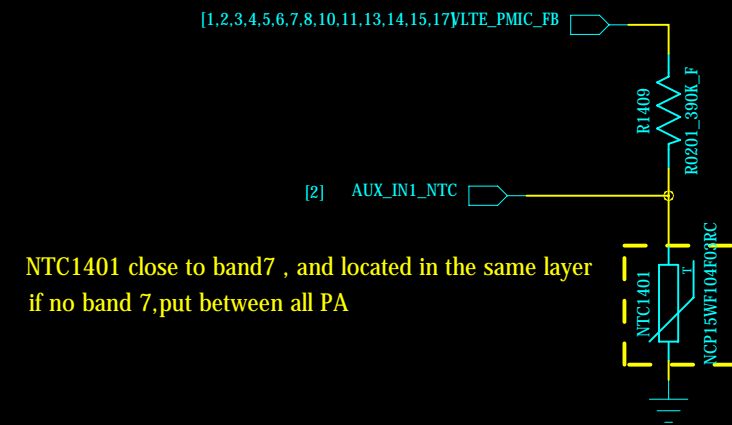 [1,2,3,4,5,6,7,8,10,11,13,14,15,17] VLTE_PMIC_FB
R1409
R0201_390K_F
[2] AUX_IN1_NTC
NTC1401 close to band7 , and located in the same layer
if no band 7,put between all PA
NTC1401
T
NCP15WF104F03RC